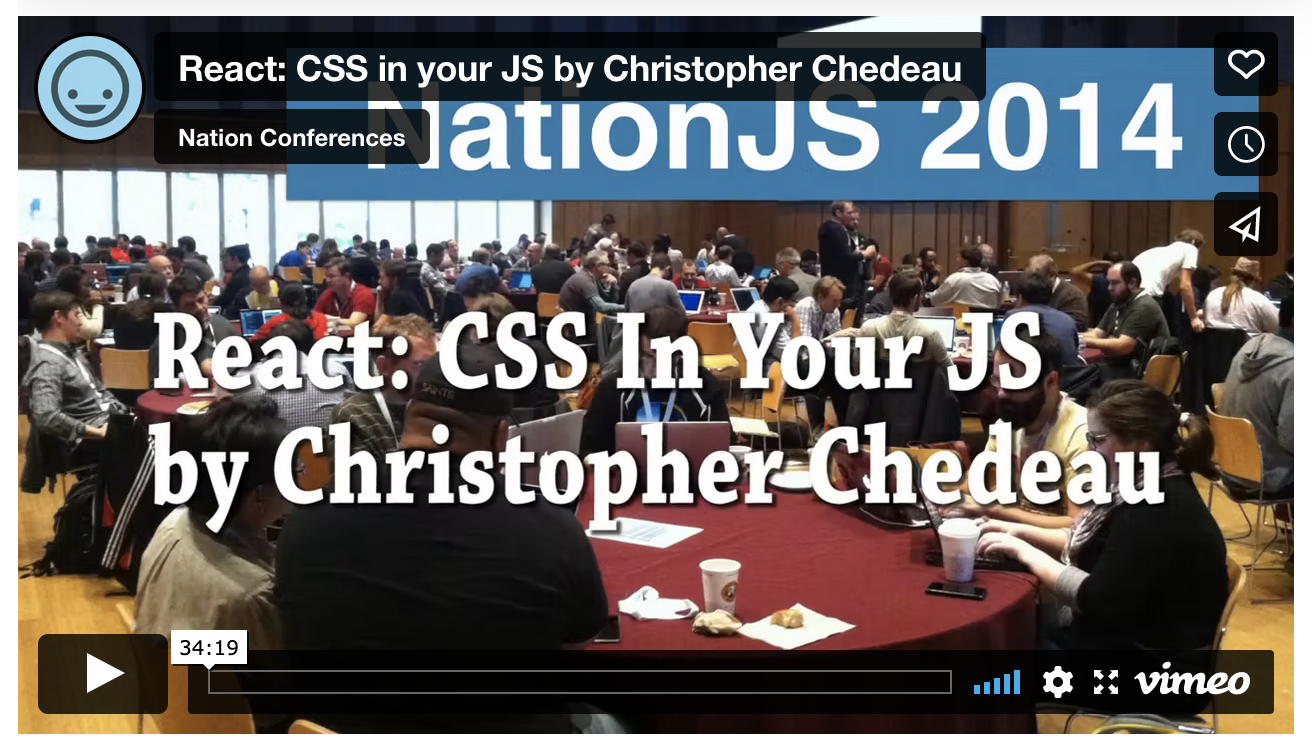 React: CSS in your JS by Christopher Chedeau
Nation Conferences
NationJS 2014
React: CSS In Your JS
by Christopher Chedeau
SAINTS
34:19
vimeo